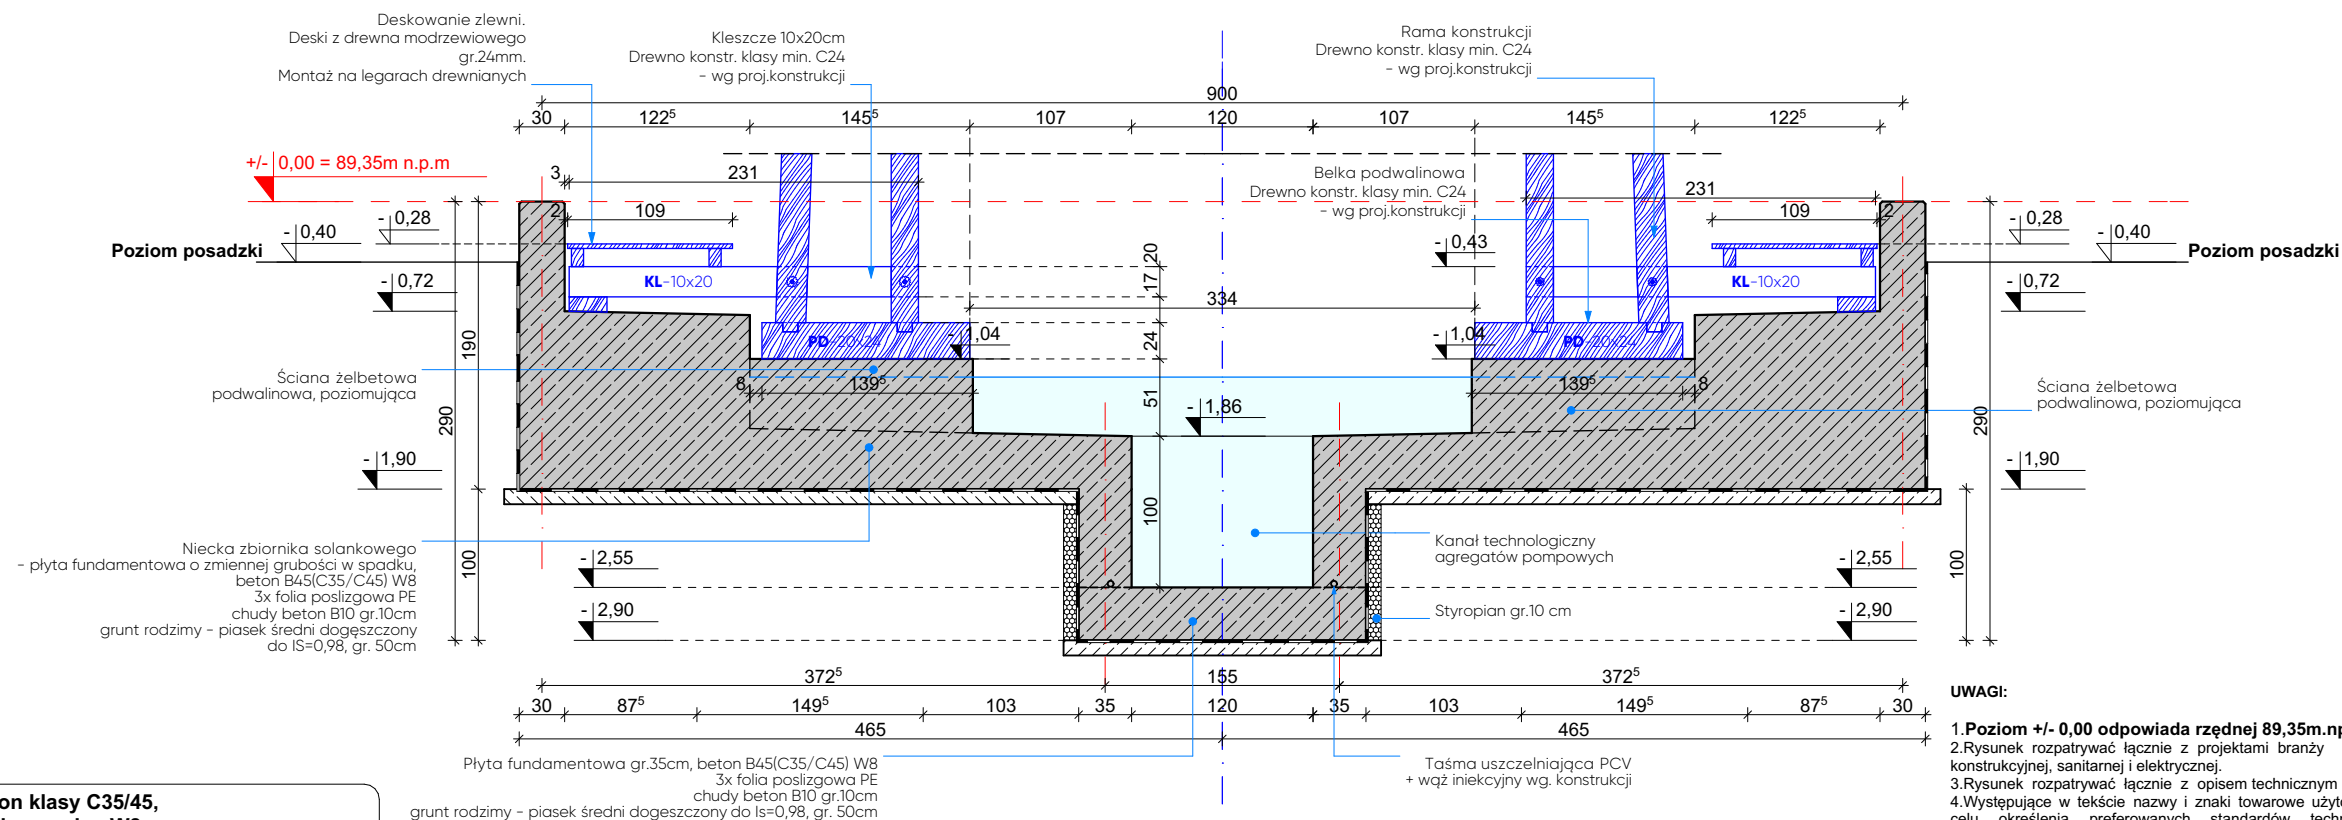 Deskowanie zlewni.
Deski z drewna modrzewiowego
gr.24mm.
Montaż na legarach drewnianych
Kleszcze 10x20cm
Drewno konstr. klasy min. C24
- wg proj.konstrukcji
Rama konstrukcji
Drewno konstr. klasy min. C24
- wg proj.konstrukcji
900
30 122⁵ 145⁵ 107 120 107 145⁵ 122⁵
+/- 0,00 = 89,35m n.p.m
3 231
Belka podwalinowa
Drewno konstr. klasy min. C24
- wg proj.konstrukcji
231
2 109
109 2
- 0,28
- 0,40
Poziom posadzki
- 0,72
- 0,43
- 0,28
- 0,40
Poziom posadzki
- 0,72
KL-10x20
KL-10x20
20
17
334
24
PD-20x24
- 1,04
- 1,04
PD-20x24
190
290
Ściana żelbetowa
podwalinowa, poziomująca
8 139⁵
51
139⁵ 8
Ściana żelbetowa
podwalinowa, poziomująca
290
- 1,86
- 1,90
- 1,90
100
100
100
Niecka zbiornika solankowego
- płyta fundamentowa o zmiennej grubości w spadku,
beton B45(C35/C45) W8
3x folia poslizgowa PE
chudy beton B10 gr.10cm
grunt rodzimy - piasek średni dogęszczony
do IS=0,98, gr. 50cm
- 2,55
- 2,90
Kanał technologiczny
agregatów pompowych
Styropian gr.10 cm
- 2,55
- 2,90
372⁵ 155 372⁵
30 87⁵ 149⁵ 103 35 120 35 103 149⁵ 87⁵ 30
465 465
Płyta fundamentowa gr.35cm, beton B45(C35/C45) W8
3x folia poslizgowa PE
chudy beton B10 gr.10cm
grunt rodzimy - piasek średni dogeszczony do Is=0,98, gr. 50cm
Taśma uszczelniająca PCV
+ wąż iniekcyjny wg. konstrukcji
UWAGI:
1.Poziom +/- 0,00 odpowiada rzędnej 89,35m.np
2.Rysunek rozpatrywać łącznie z projektami branży
konstrukcyjnej, sanitarnej i elektrycznej.
3.Rysunek rozpatrywać łącznie z opisem technicznym
4.Występujące w tekście nazwy i znaki towarowe użyto
celu określenia preferowanych standardów techn
on klasy C35/45,